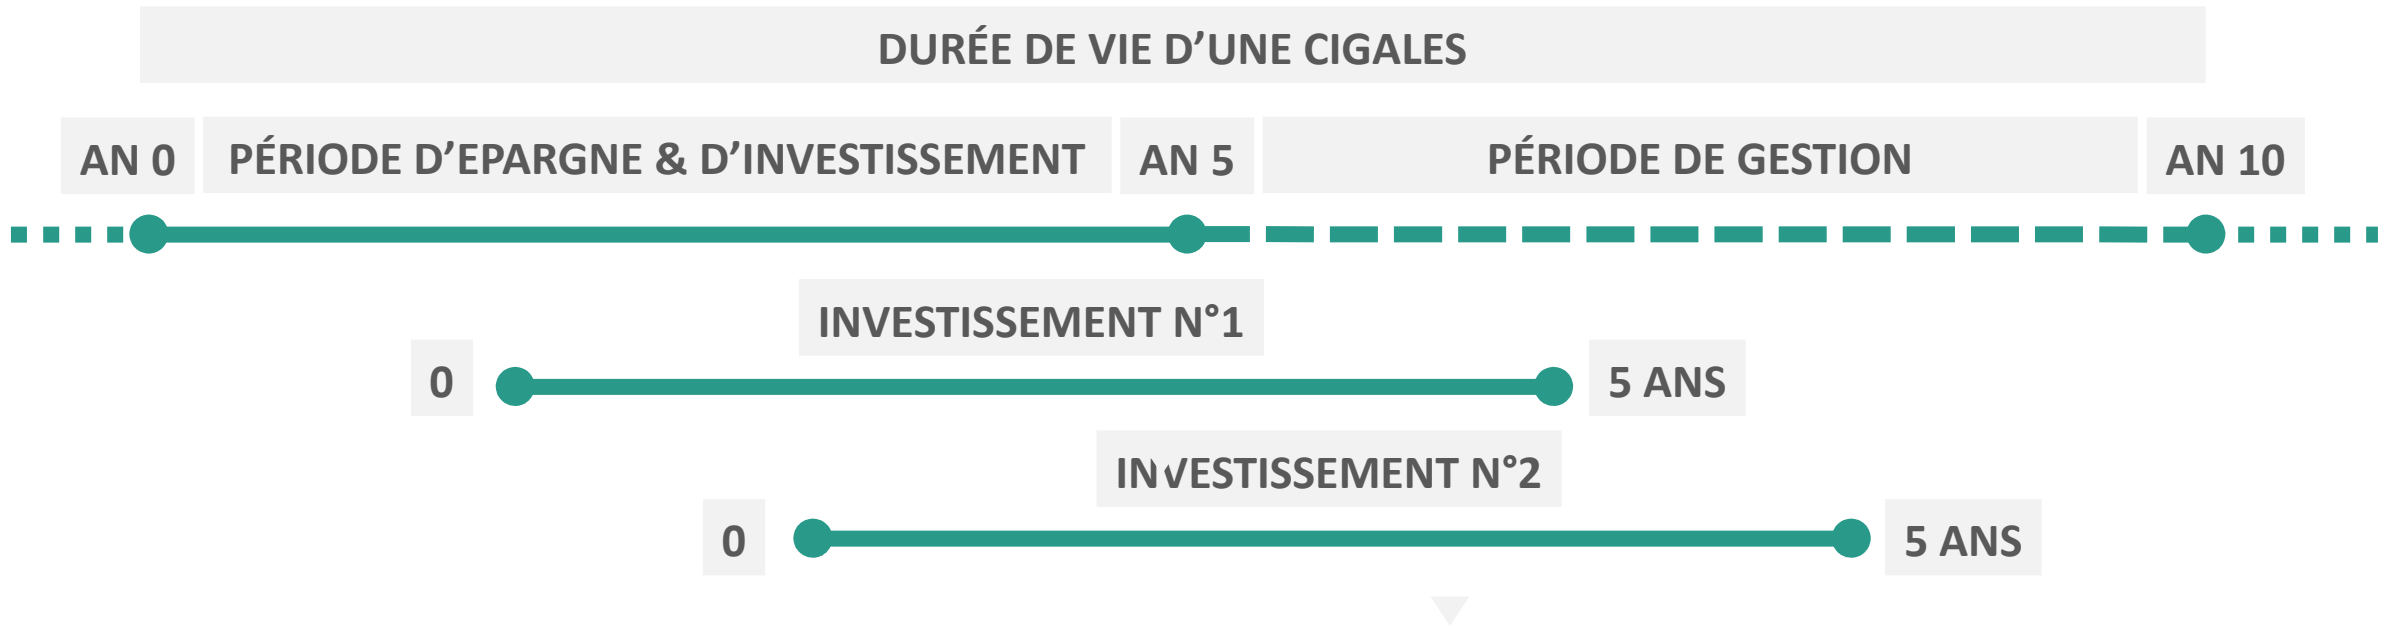 DURÉE DE VIE D’UNE CIGALES
AN 0
PÉRIODE D’EPARGNE & D’INVESTISSEMENT
AN 5
PÉRIODE DE GESTION
AN 10
INVESTISSEMENT N°1
0
5 ANS
INVESTISSEMENT N°2
0
5 ANS